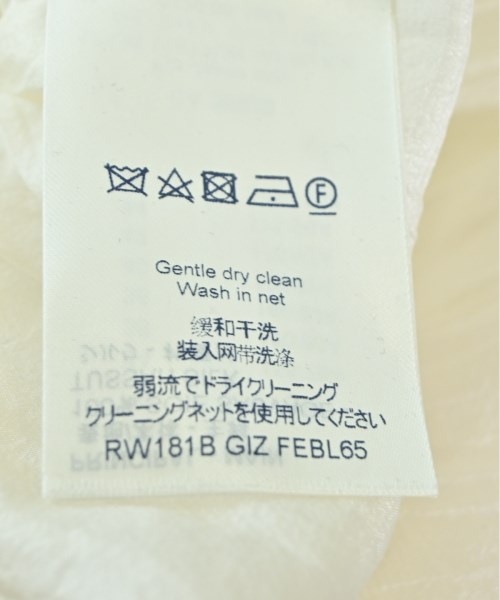 F
Gentle dry clean
Wash in net
缓和干洗
装入网带洗涤
弱流でドライクリーニング
クリーニングネットを使用してください
RW181B GIZ FEBL65